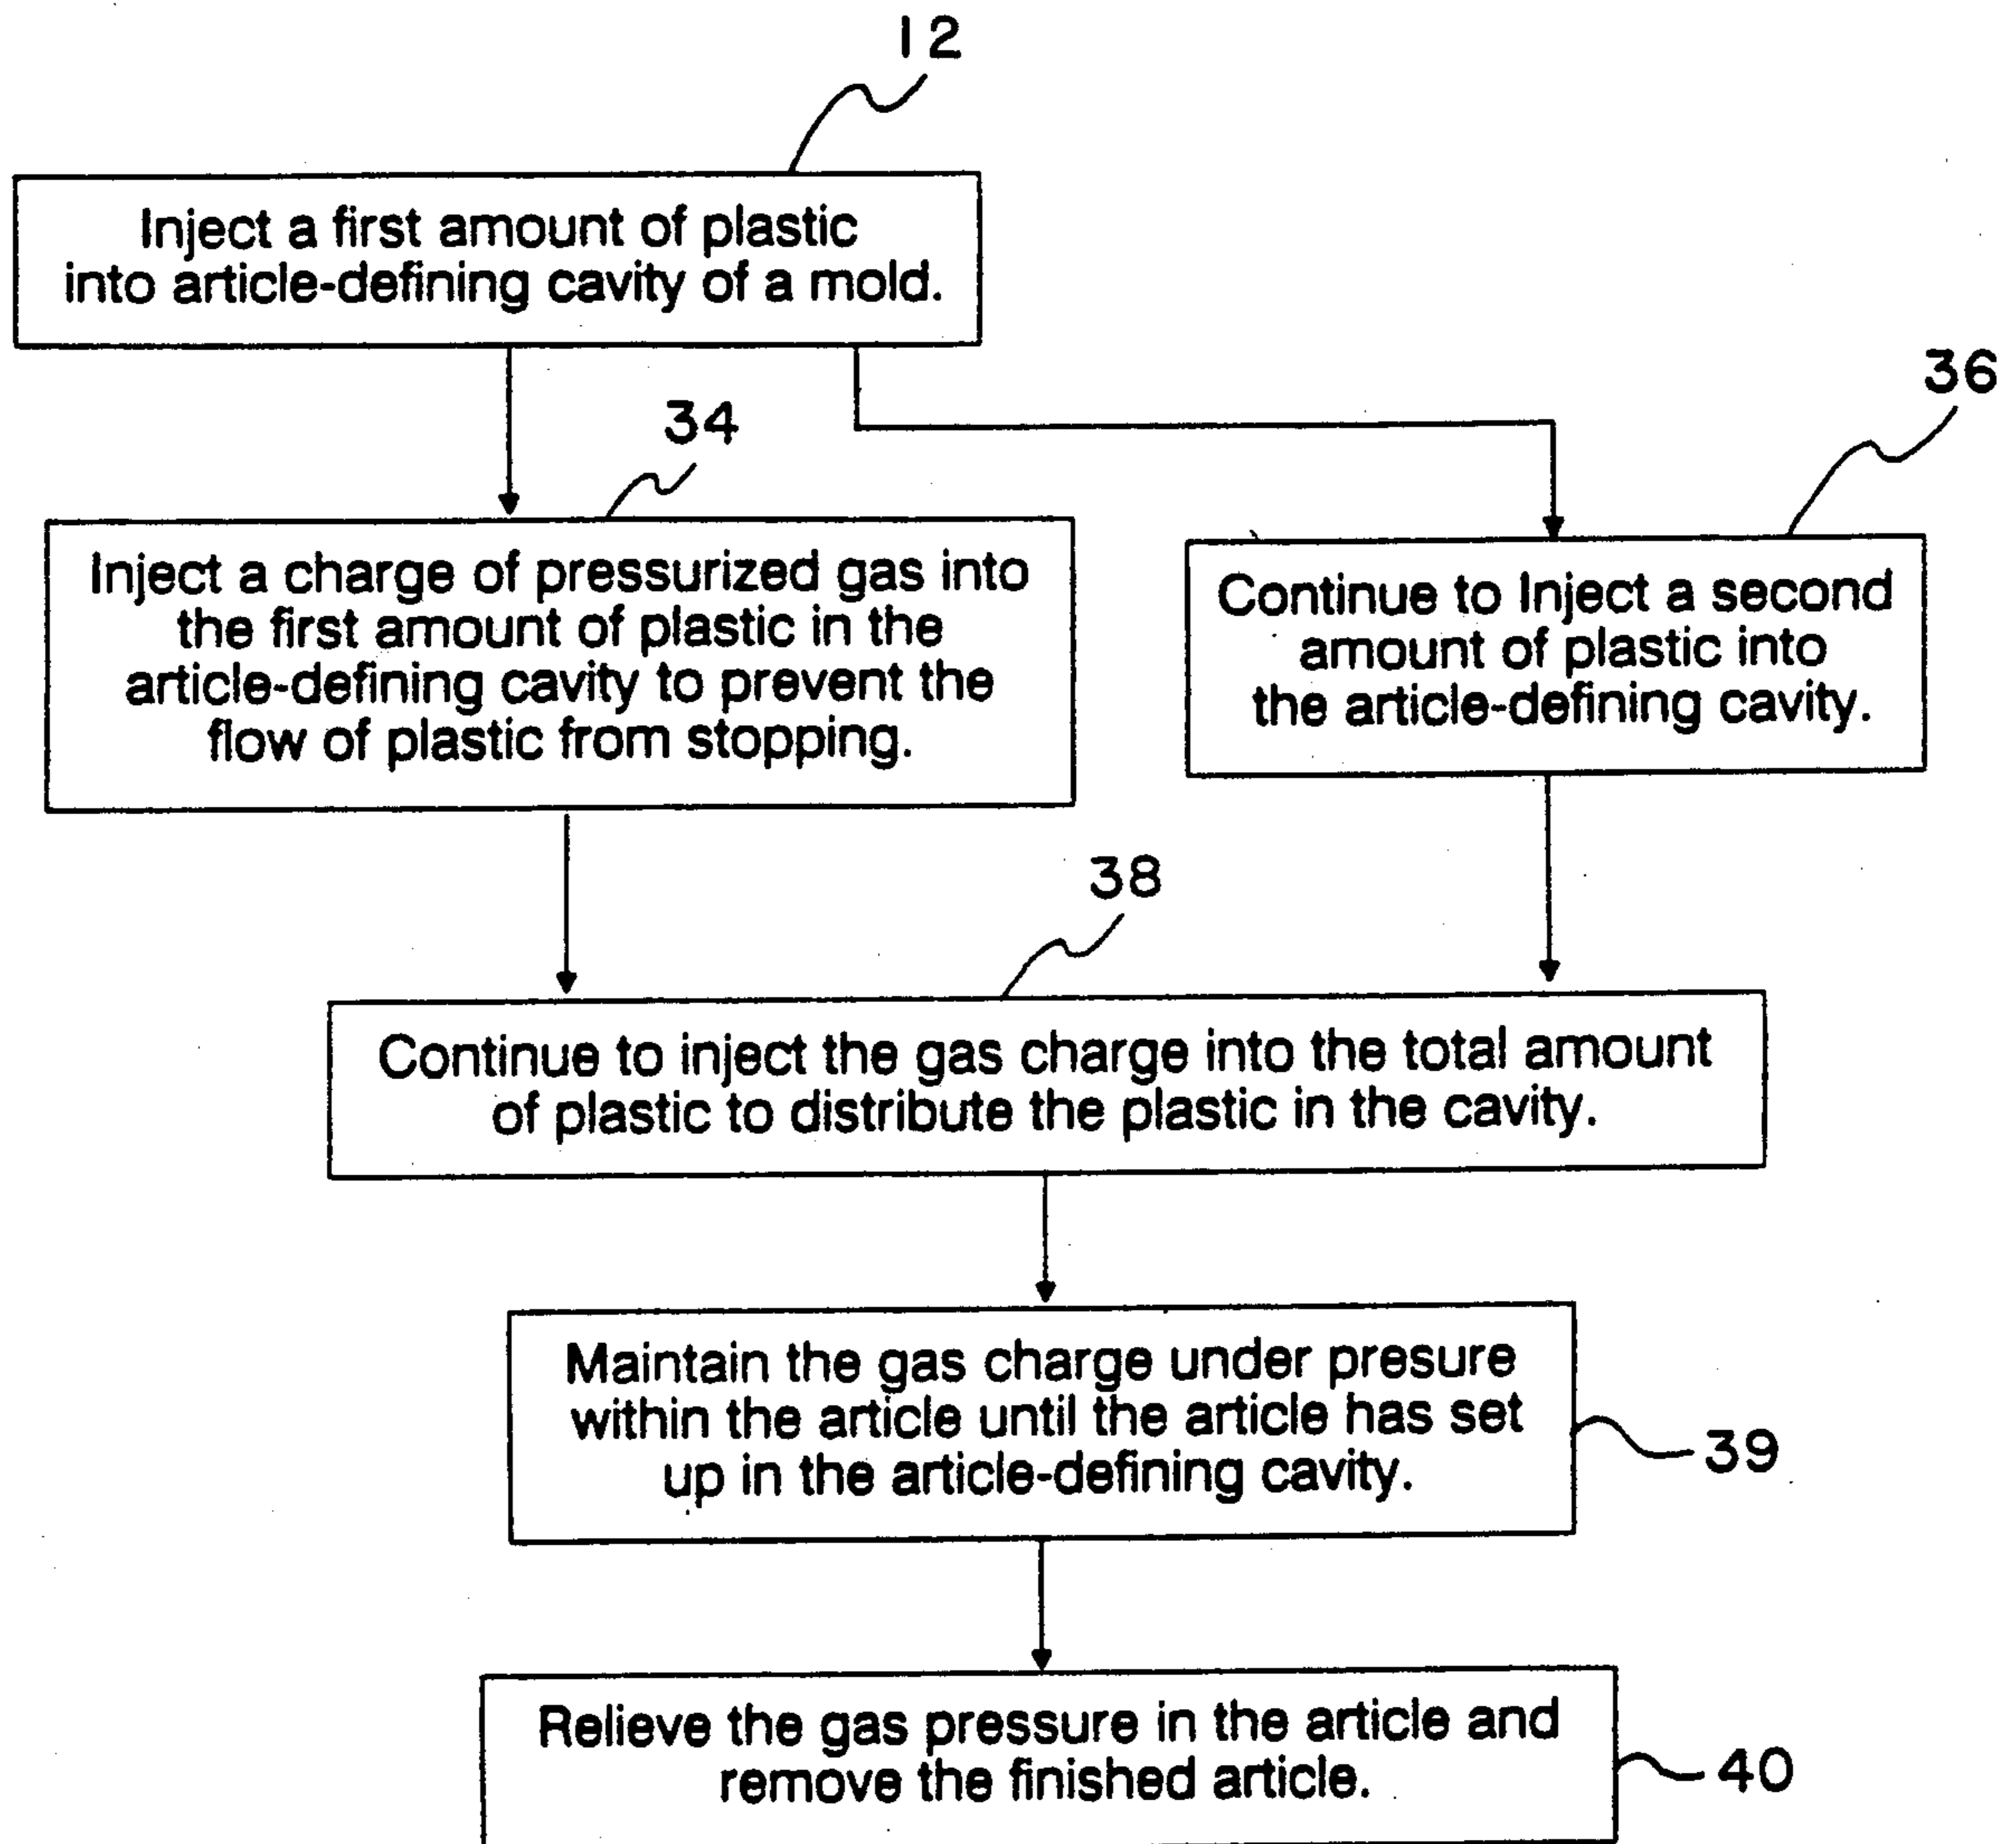 12
Inject a first amount of plastic
into article-defining cavity of a mold.
36
34
Inject a charge of pressurized gas into
the first amount of plastic in the
article-defining cavity to prevent the
flow of plastic from stopping.
Continue to Inject a second
amount of plastic into
the article-defining cavity.
38
Continue to inject the gas charge into the total amount
of plastic to distribute the plastic in the cavity.
Maintain the gas charge under presure
within the article until the article has set
up in the article-defining cavity.
39
Relieve the gas pressure in the article and
remove the finished article.
40